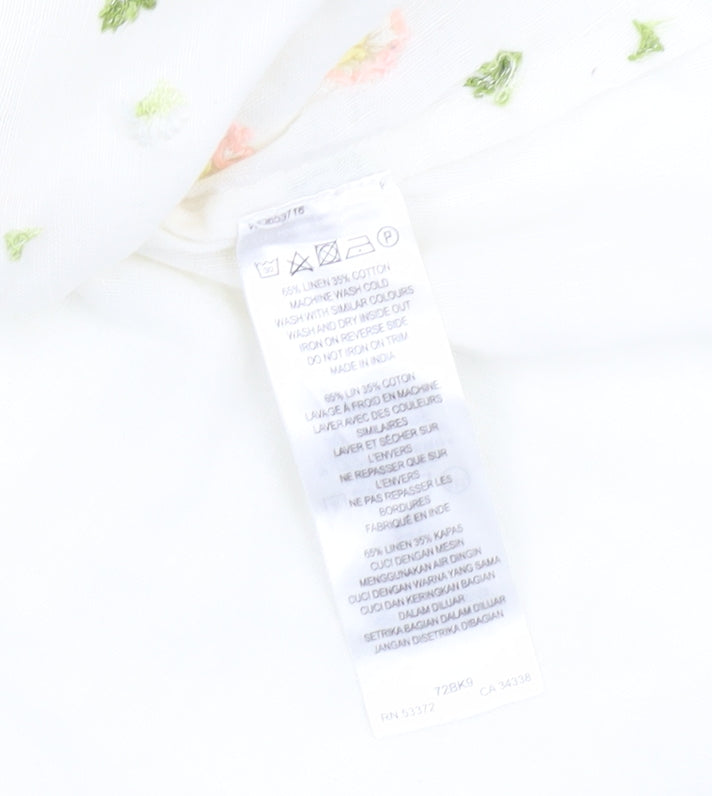 P
65% LINEN 35% COTTON
MACHINE WASH COLD
WASH WITH SIMILAR COLOURS
WASH AND DRY INSIDE OUT
IRON ON REVERSE SIDE
DO NOT IRON ON TRIM
MADE IN INDIA
65% LIN 35% COTON
LAVAGE À FROID EN MACHINE
LAVER AVEC DES COULEURS
SIMILAIRES
LAVER ET SÉCHER SUR
L'ENVERS
NE REPASSER QUE SUR
L'ENVERS
NE PAS REPASSER LES
BORDURES
FABRIQUÉ EN INDE
65% LINEN 35% KAPAS
CUCI DENGAN MESIN
MENGGUNAKAN AIR DINGIN
CUCI DENGAN WARNA YANG SAMA
CUCI DAN KERINGKAN BAGIAN
DALAM DILUAR
SETRIKA BAGIAN DALAM DILUAR
JANGAN DISETRIKA DIBAGIAN
72BK9
RN 53372 CA 34338